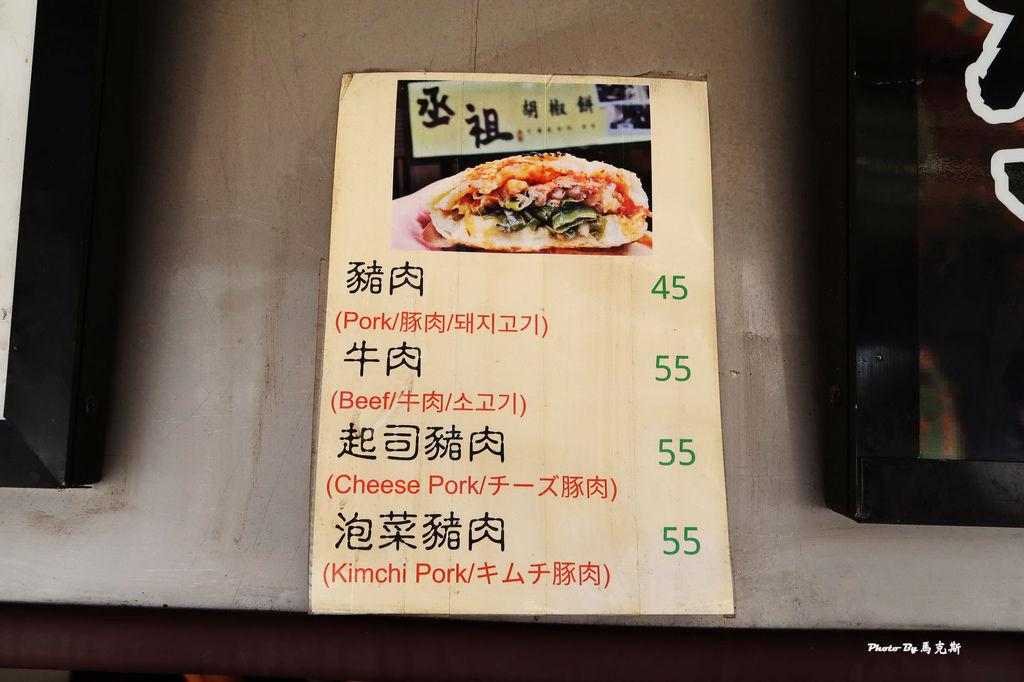 丞祖 胡椒餅
豬肉 45
(Pork/豚肉/돼지고기)
牛肉 55
(Beef/牛肉/소고기)
起司豬肉 55
(Cheese Pork/チーズ豚肉)
泡菜豬肉 55
(Kimchi Pork/キムチ豚肉)
Photo By 馬克斯